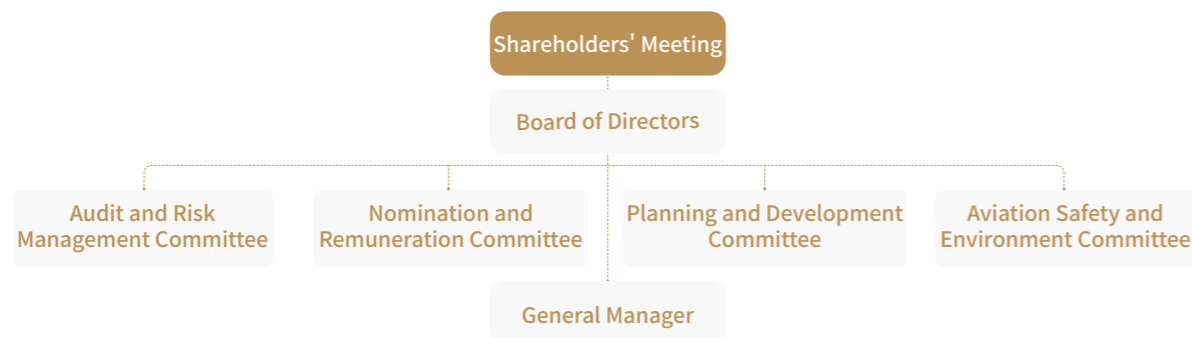 Shareholders' Meeting
Board of Directors
Audit and Risk
Management Committee
Nomination and
Remuneration Committee
Planning and Development
Committee
Aviation Safety and
Environment Committee
General Manager